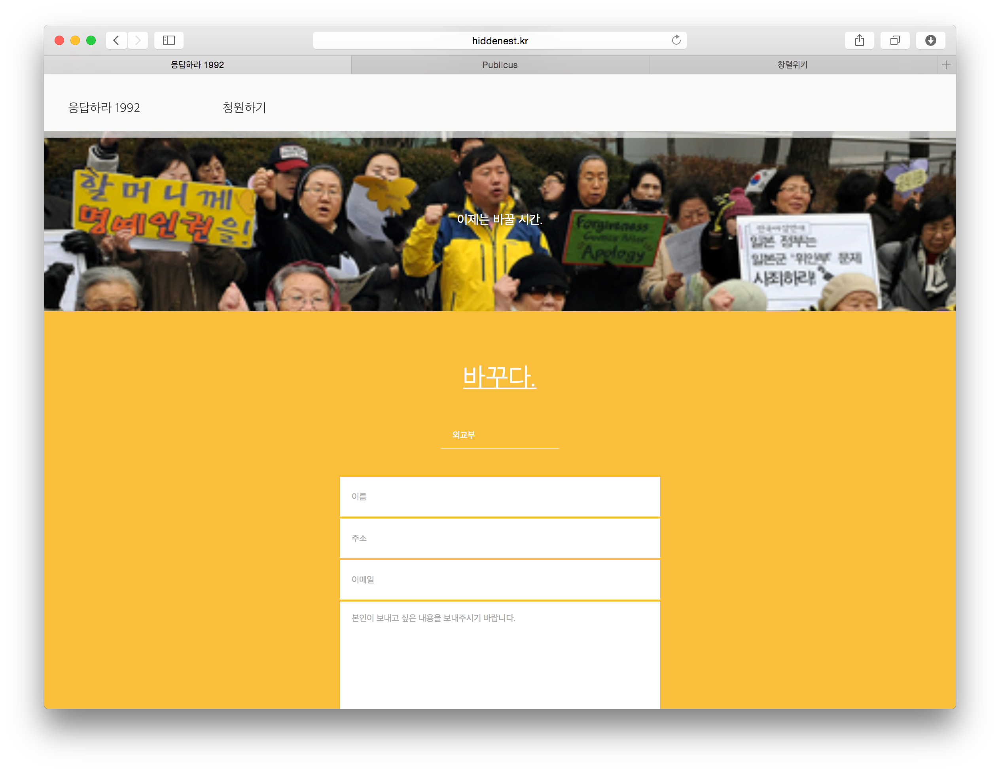 hiddenest.kr
응답하라 1992
Publicus
창렬위키
응답하라 1992
청원하기
할머니께
명예인권을!
이제는 바꿀 시간.
Forgiveness
Comes After
Apology
일본 정부는
일본군 "위안부" 문제
사죄하라!
바꾸다.
외교부
이름
주소
이메일
본인이 보내고 싶은 내용을 보내주시기 바랍니다.